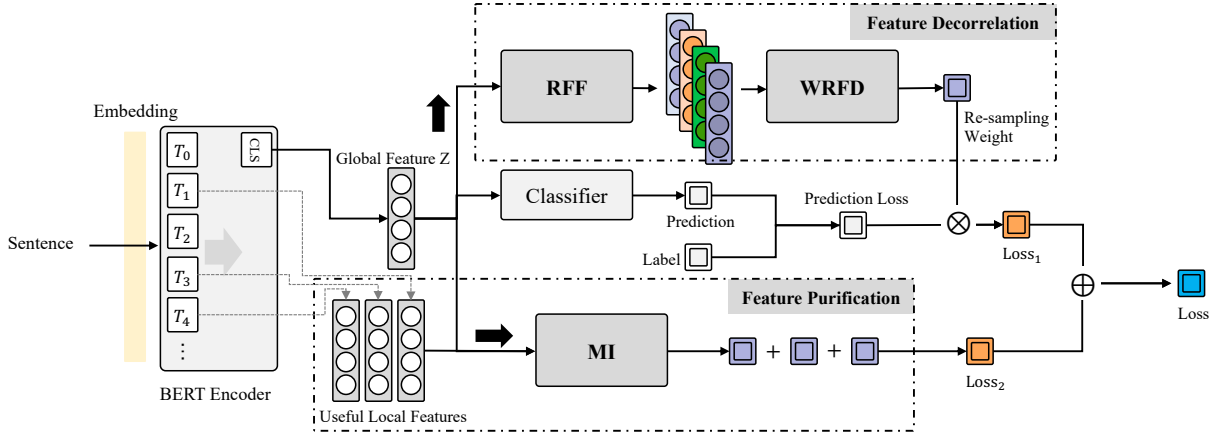 Feature Decorrelation
RFF
WRFD
Re-sampling
Weight
Embedding
T0
CLS
T1
T2
T3
T4
⋮
Sentence
BERT Encoder
Global Feature Z
Classifier
Prediction
Label
Prediction Loss
⊗
Loss1
⊕
Loss
Feature Purification
MI
+
+
Loss2
Useful Local Features